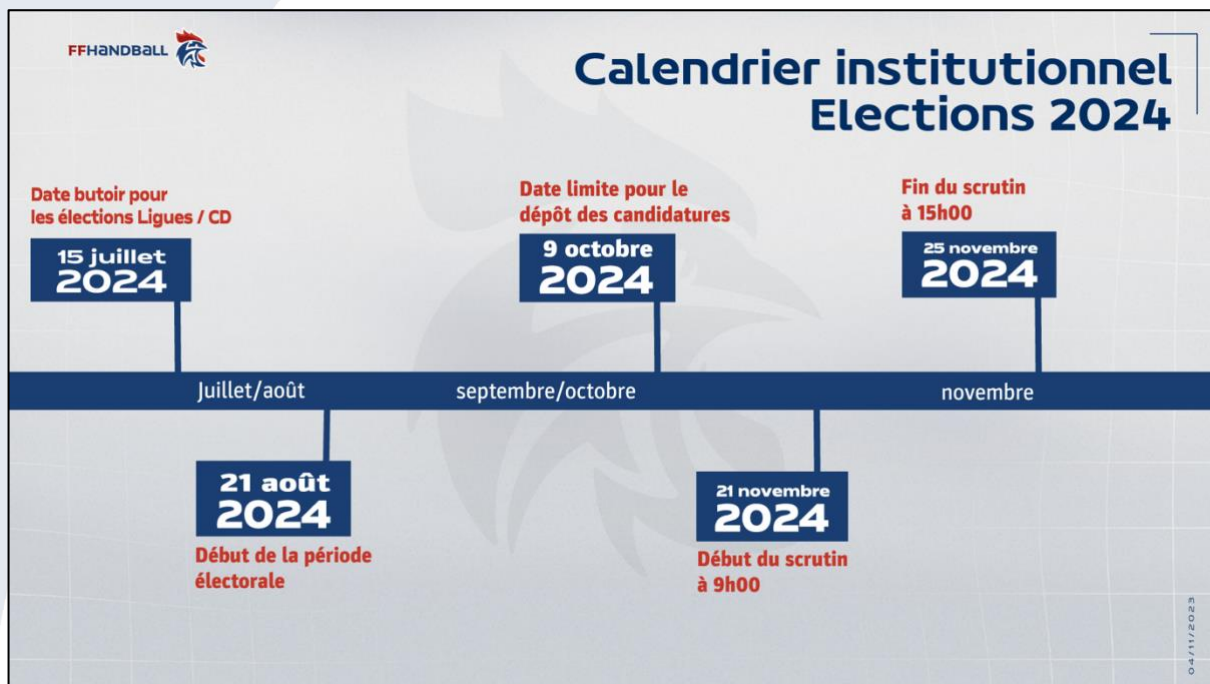 FFHANDBALL
Calendrier institutionnel
Elections 2024
Date butoir pour
les élections Ligues / CD
15 juillet
2024
Date limite pour le
dépôt des candidatures
9 octobre
2024
Fin du scrutin
à 15h00
25 novembre
2024
Juillet/août
septembre/octobre
novembre
21 août
2024
Début de la période
électorale
21 novembre
2024
Début du scrutin
à 9h00
04/11/2023